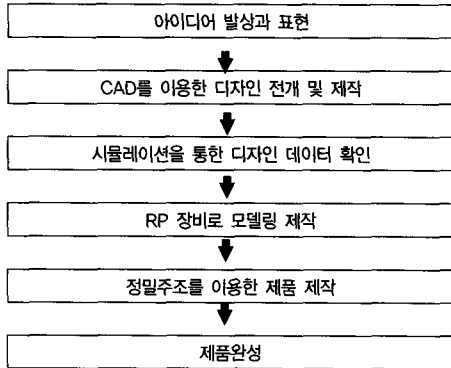 아이디어 발상과 표현
CAD를 이용한 디자인 전개 및 제작
시뮬레이션을 통한 디자인 데이터 확인
RP 장비로 모델링 제작
정밀주조를 이용한 제품 제작
제품완성